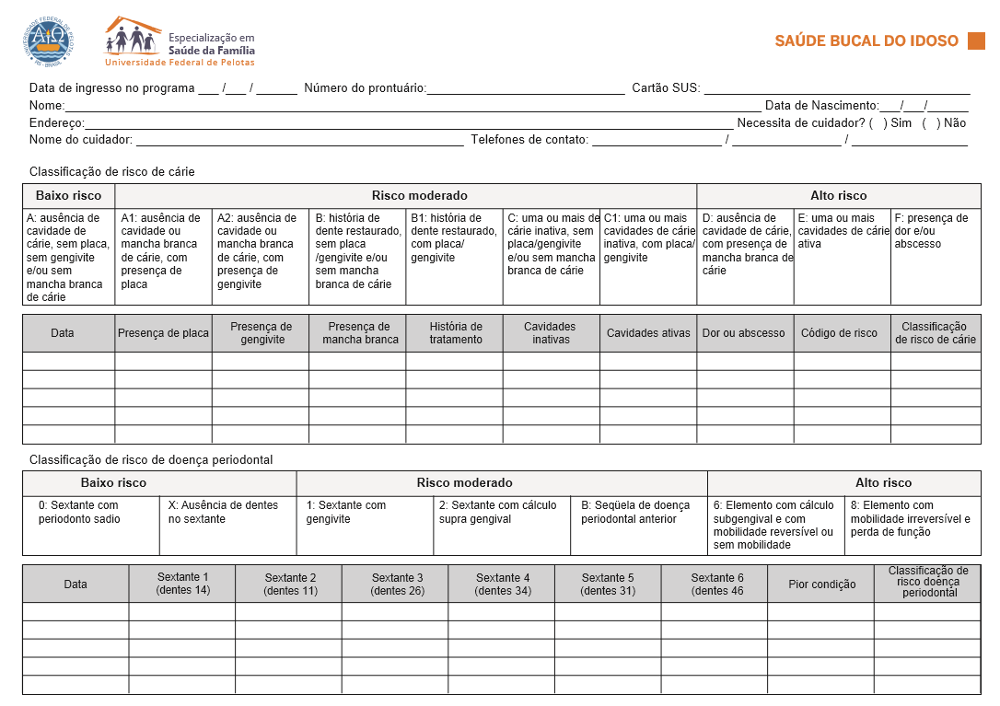 UNIVERSIDADE FEDERAL DE PELOTAS
RS - BRASIL
Especialização em
Saúde da Família
Universidade Federal de Pelotas
SAÚDE BUCAL DO IDOSO
Data de ingresso no programa ___ /___ / ______ Número do prontuário:______________________________ Cartão SUS: ______________________________
Nome:______________________________ Data de Nascimento:___/___/______
Endereço:______________________________ Necessita de cuidador? ( ) Sim ( ) Não
Nome do cuidador: ______________________________ Telefones de contato: ____________________ / ________________ / ________________
Classificação de risco de cárie
Baixo risco Risco moderado Alto risco
A: ausência de
cavidade de
cárie, sem placa,
sem gengivite
e/ou sem
mancha branca
de cárie
A1: ausência de
cavidade ou
mancha branca
de cárie, com
presença de
placa
A2: ausência de
cavidade ou
mancha branca
de cárie, com
presença de
gengivite
B: história de
dente restaurado,
sem placa
/gengivite e/ou
sem mancha
branca de cárie
B1: história de
dente restaurado,
com placa/
gengivite
C: uma ou mais de
cárie inativa, sem
placa/gengivite
e/ou sem mancha
branca de cárie
C1: uma ou mais
cavidades de cárie
inativa, com placa/
gengivite
D: ausência de
cavidade de cárie,
com presença de
mancha branca de
cárie
E: uma ou mais
cavidades de cárie
ativa
F: presença de
dor e/ou
abscesso
Data
Presença de placa
Presença de
gengivite
Presença de
mancha branca
História de
tratamento
Cavidades
inativas
Cavidades ativas
Dor ou abscesso
Código de risco
Classificação
de risco de cárie
Classificação de risco de doença periodontal
Baixo risco Risco moderado Alto risco
0: Sextante com
periodonto sadio
X: Ausência de dentes
no sextante
1: Sextante com
gengivite
2: Sextante com cálculo
supra gengival
B: Seqüela de doença
periodontal anterior
6: Elemento com cálculo
subgengival e com
mobilidade reversível ou
sem mobilidade
8: Elemento com
mobilidade irreversível e
perda de função
Data
Sextante 1
(dentes 14)
Sextante 2
(dentes 11)
Sextante 3
(dentes 26)
Sextante 4
(dentes 34)
Sextante 5
(dentes 31)
Sextante 6
(dentes 46
Pior condição
Classificação de
risco doença
periodontal